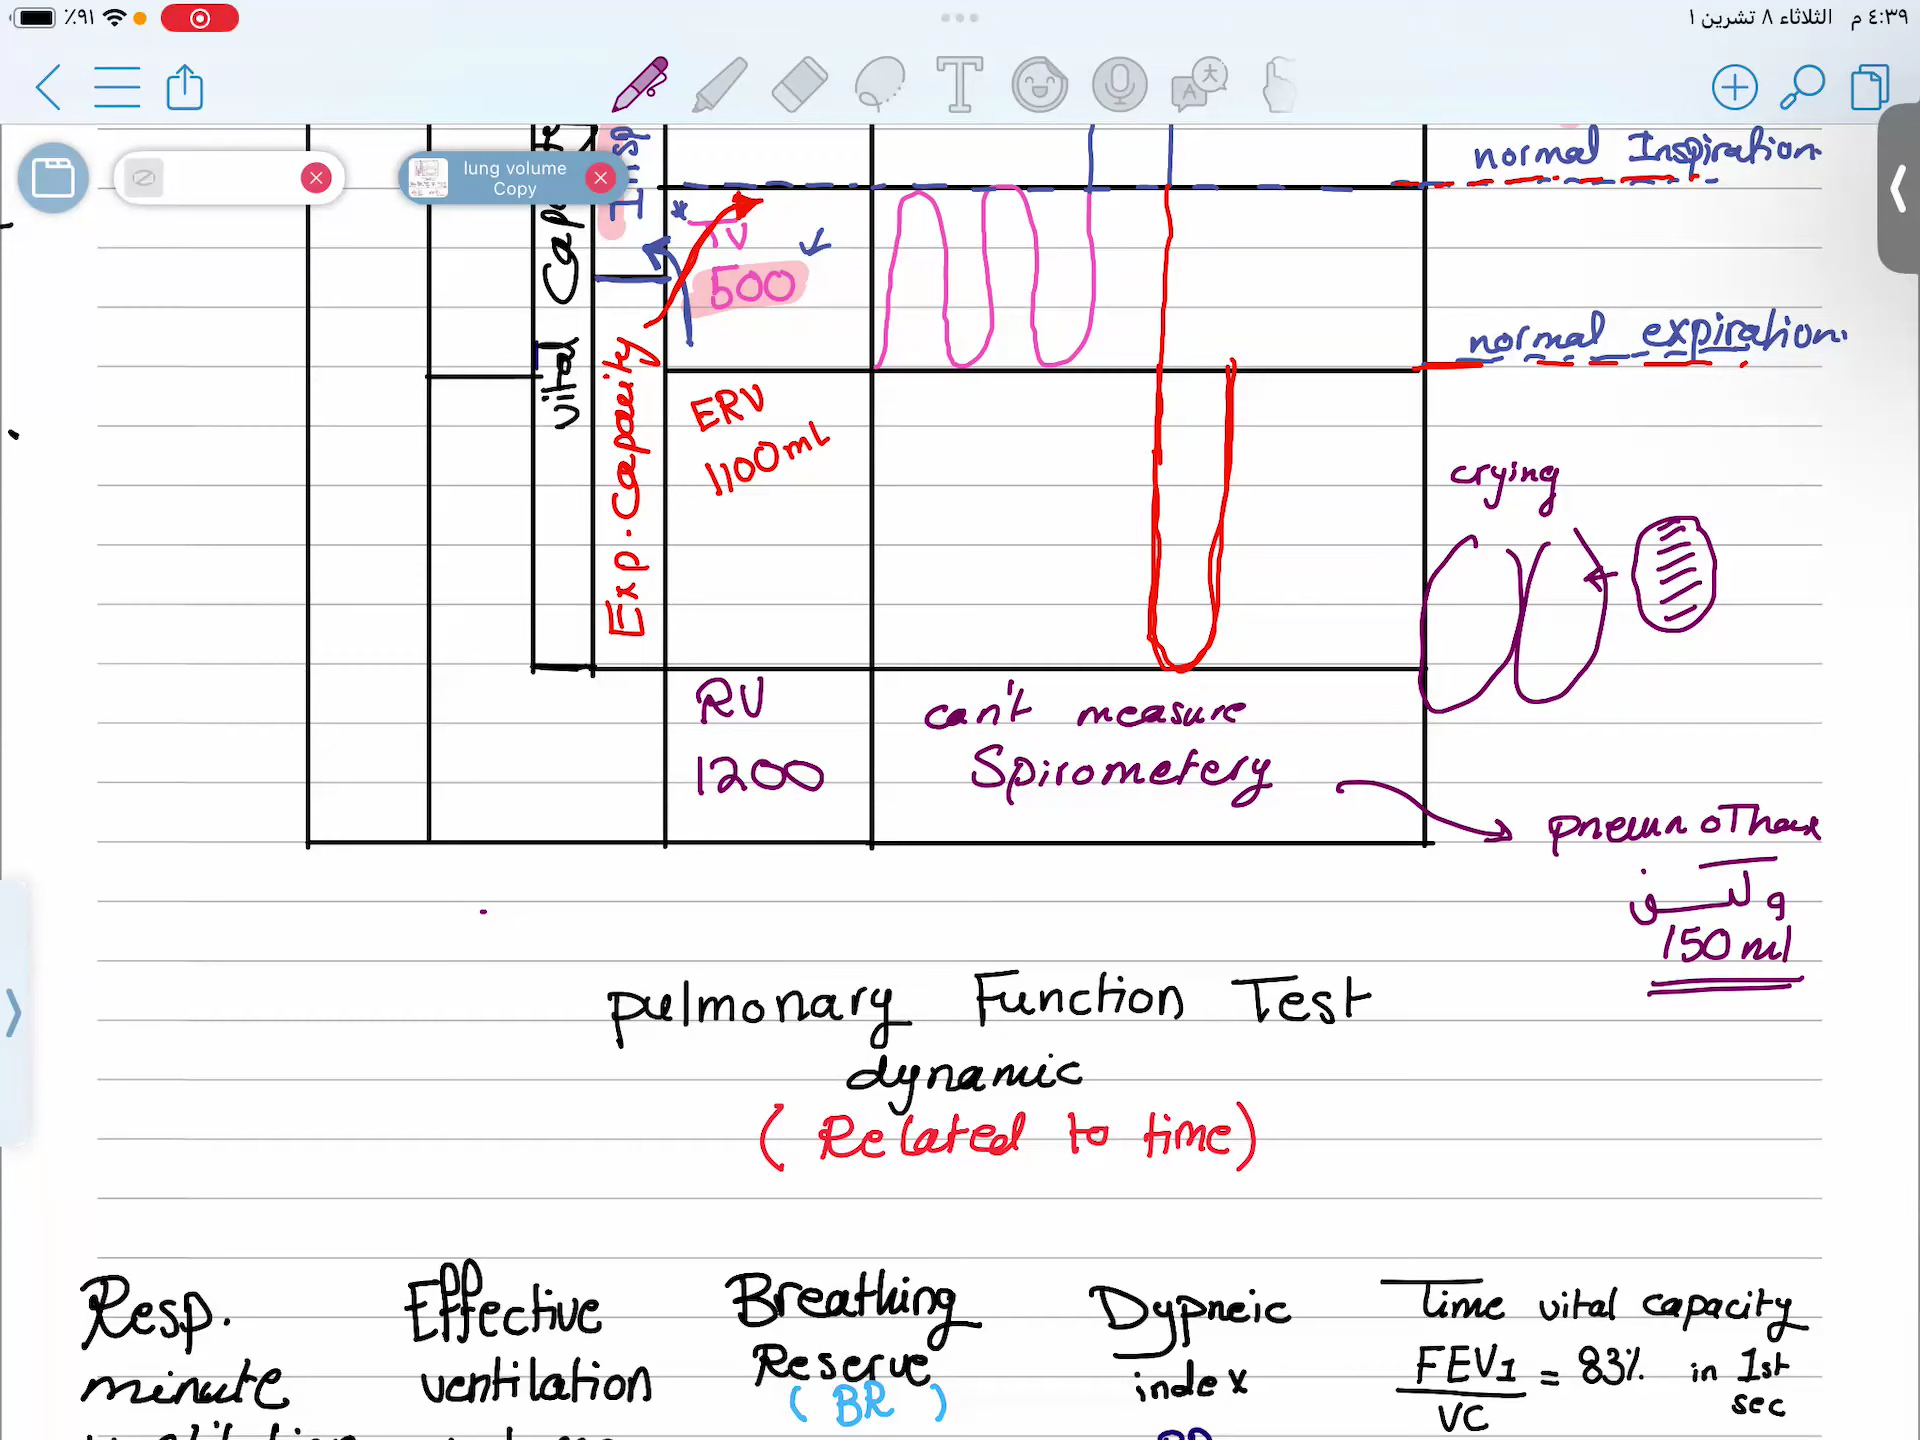 ٪٩١
٤:٣٩ م الثلاثاء ٨ تشرين ١
lung volume
Copy
vital
Insp
normal Inspiration
* TV
500
normal expiration.
Exp. Capacity
ERV
1100mL
crying
RV
1200
can't measure
Spirometery
pneumothorax
150 ml
pulmonary Function Test
dynamic
( Related to time)
Resp.
minute
Effective
ventilation
Breathing
Reserve
( BR )
Dypneic
index
Time vital capacity
FEV1
VC
= 83% in 1st
sec